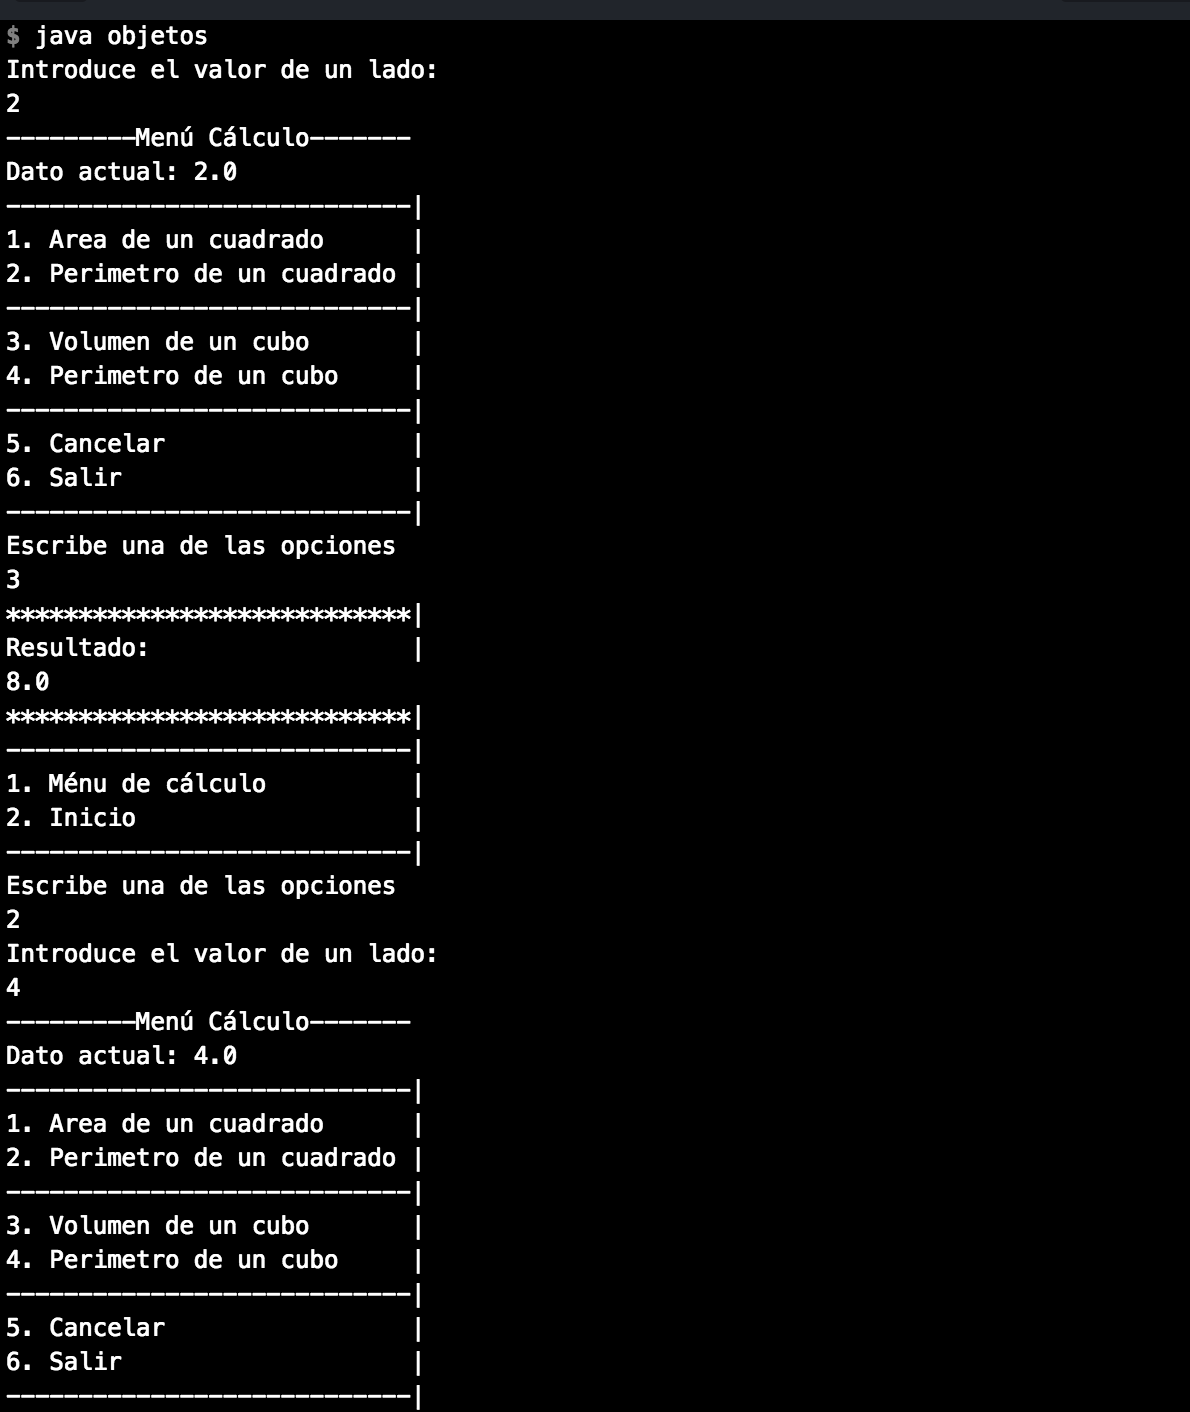 $ java objetos
Introduce el valor de un lado:
2
---------Menú Cálculo-------
Dato actual: 2.0
----------------------------|
1. Area de un cuadrado      |
2. Perimetro de un cuadrado |
----------------------------|
3. Volumen de un cubo       |
4. Perimetro de un cubo     |
----------------------------|
5. Cancelar                 |
6. Salir                    |
----------------------------|
Escribe una de las opciones
3
****************************|
Resultado:                  |
8.0
****************************|
----------------------------|
1. Ménu de cálculo          |
2. Inicio                   |
----------------------------|
Escribe una de las opciones
2
Introduce el valor de un lado:
4
---------Menú Cálculo-------
Dato actual: 4.0
----------------------------|
1. Area de un cuadrado      |
2. Perimetro de un cuadrado |
----------------------------|
3. Volumen de un cubo       |
4. Perimetro de un cubo     |
----------------------------|
5. Cancelar                 |
6. Salir                    |
----------------------------|